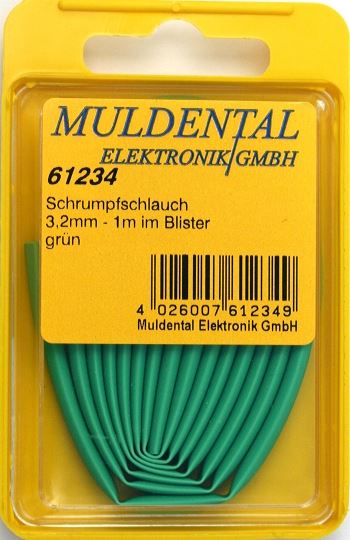 MULDENTAL
ELEKTRONIK GMBH
61234
Schrumpfschlauch
3,2mm - 1m im Blister
grün
4 026007 612349
Muldental Elektronik GmbH